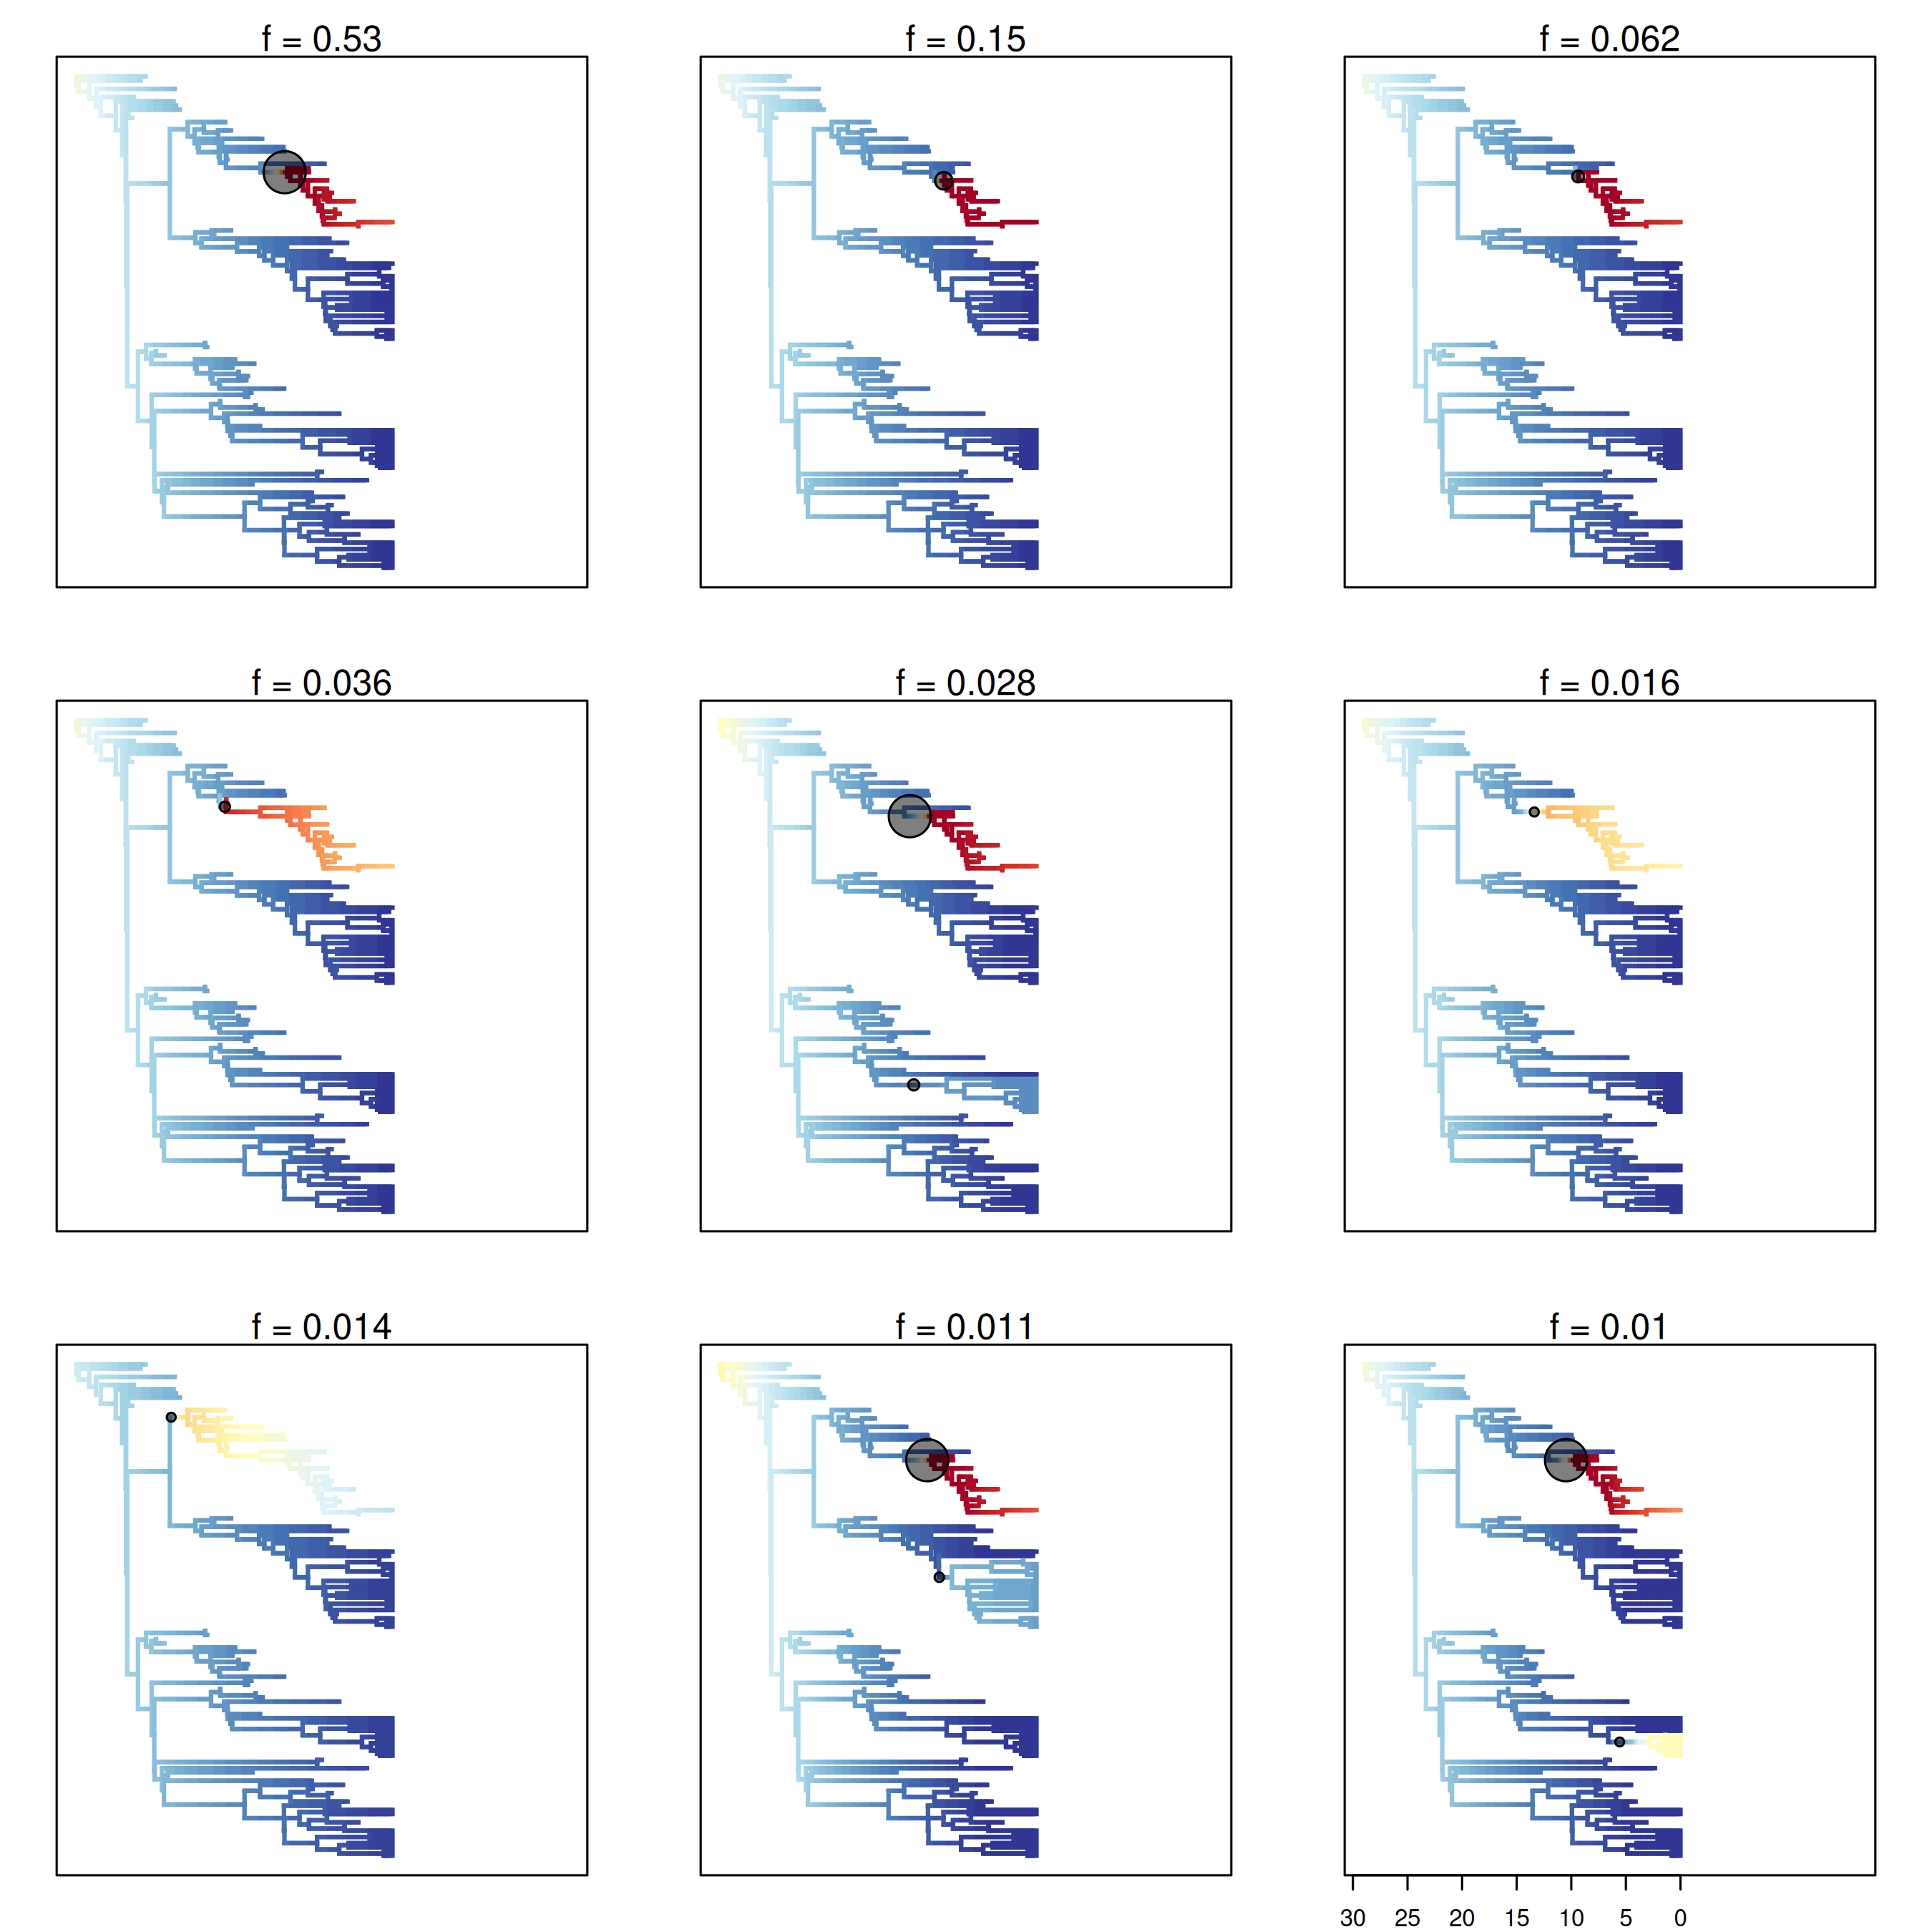 f = 0.53
f = 0.15
f = 0.062
f = 0.036
f = 0.028
f = 0.016
f = 0.014
f = 0.011
f = 0.01
30 25 20 15 10 5 0